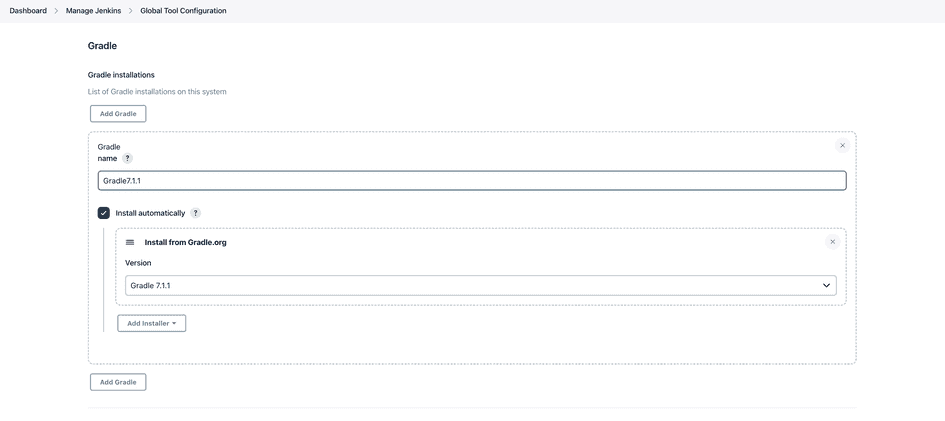 Dashboard > Manage Jenkins > Global Tool Configuration
Gradle
Gradle installations
List of Gradle installations on this system
Add Gradle
Gradle
name ?
Gradle7.1.1
Install automatically ?
Install from Gradle.org
Version
Gradle 7.1.1
Add Installer
Add Gradle